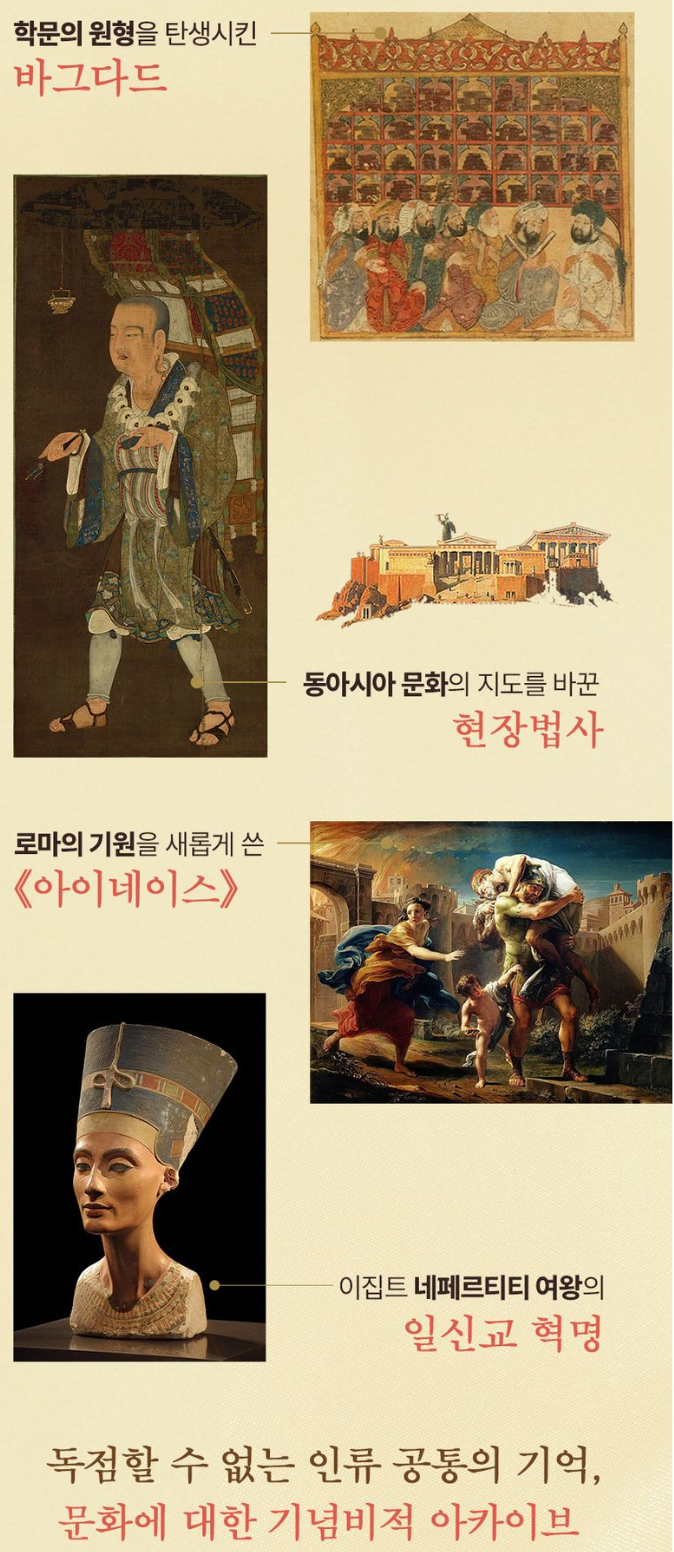 학문의 원형을 탄생시킨
바그다드
동아시아 문화의 지도를 바꾼
현장법사
로마의 기원을 새롭게 쓴
《아이네이스》
이집트 네페르티티 여왕의
일신교 혁명
독점할 수 없는 인류 공통의 기억,
문화에 대한 기념비적 아카이브